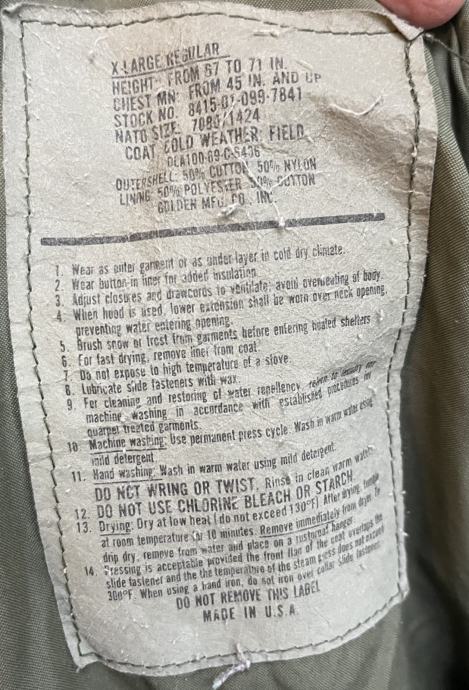 X-LARGE REGULAR
HEIGHT: FROM 67 TO 71 IN.
CHEST MN: FROM 45 IN. AND UP
STOCK NO. 8415-01-099-7841
NATO SIZE: 7080/1424
COAT COLD WEATHER, FIELD
DLA100-89-C-5436
OUTERSHELL: 50% COTTON, 50% NYLON
LINING 50% POLYESTER 50% COTTON
GOLDEN MFG. CO. INC.
1. Wear as outer garment or as under layer in cold dry climate.
2. Wear button-in liner for added insulation
3. Adjust closures and drawcords to ventilate; avoid overheating of body.
4. When hood is used, lower extension shall be worn over neck opening,
preventing water entering opening.
5. Brush snow or frost from garments before entering heated shelters
6. For fast drying, remove liner from coat.
7. Do not expose to high temperature of a stove.
8. Lubricate slide fasteners with wax.
9. For cleaning and restoring of water repellency, refer to
machine washing in accordance with established procedures for
quarpel treated garments.
10. Machine washing: Use permanent press cycle. Wash in warm water using
mild detergent.
11. Hand washing: Wash in warm water using mild detergent.
DO NOT WRING OR TWIST. Rinse in clean warm water.
12. DO NOT USE CHLORINE BLEACH OR STARCH.
13. Drying: Dry at low heat (do not exceed 130°F) After drying, tumble
at room temperature for 10 minutes. Remove immediately from dryer. To
drip dry, remove from water and place on a rustproof hanger.
14. Pressing is acceptable provided the front flap of the coat overlaps the
slide fastener and the the temperature of the steam press does not exceed
300°F. When using a hand iron, do not iron over collar slide fastener.
DO NOT REMOVE THIS LABEL
MADE IN U.S.A.